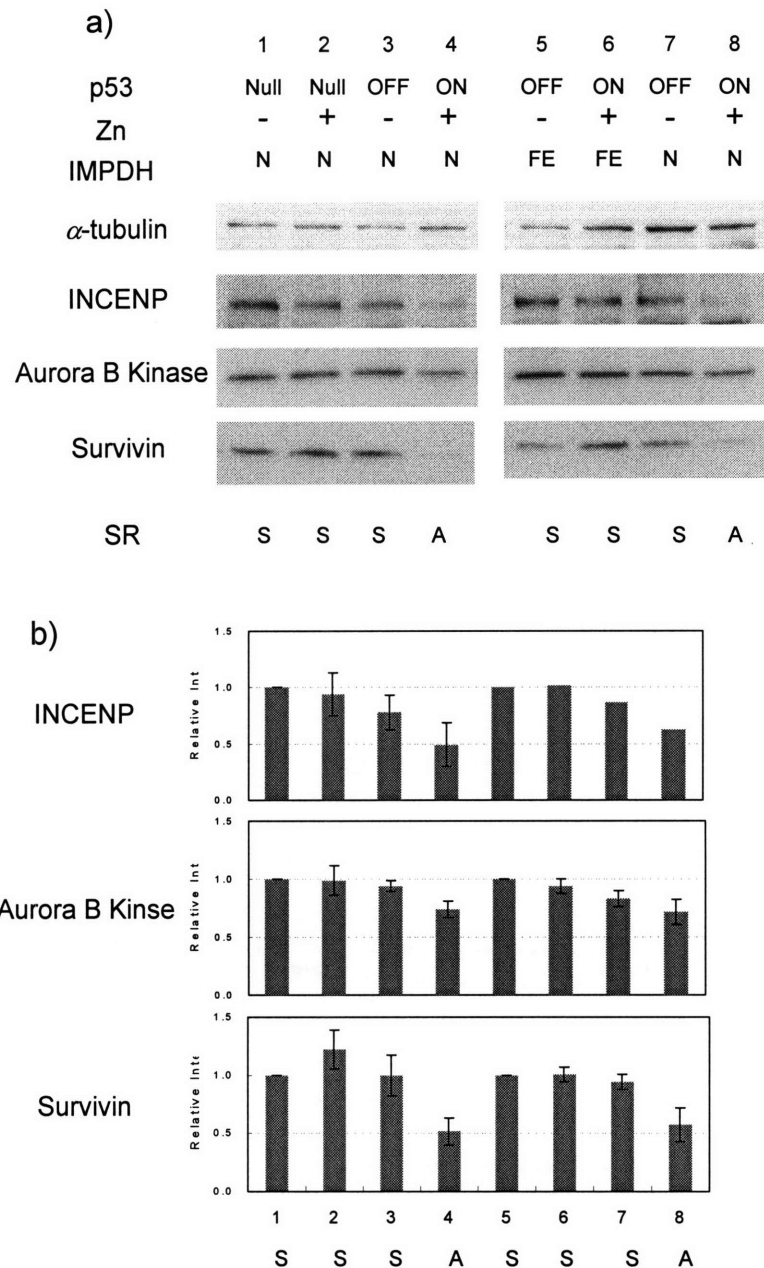 a)
1 2 3 4 5 6 7 8
p53 Null Null OFF ON OFF ON OFF ON
Zn - + - + - + - +
IMPDH N N N N FE FE N N
α-tubulin
INCENP
Aurora B Kinase
Survivin
SR S S S A S S S A
b)
INCENP
Relative Int
1.5
1.0
0.5
0.0
Aurora B Kinse
Relative Int
1.5
1.0
0.5
0.0
Survivin
Relative Inte
1.5
1.0
0.5
0.0
1 2 3 4 5 6 7 8
S S S A S S S A